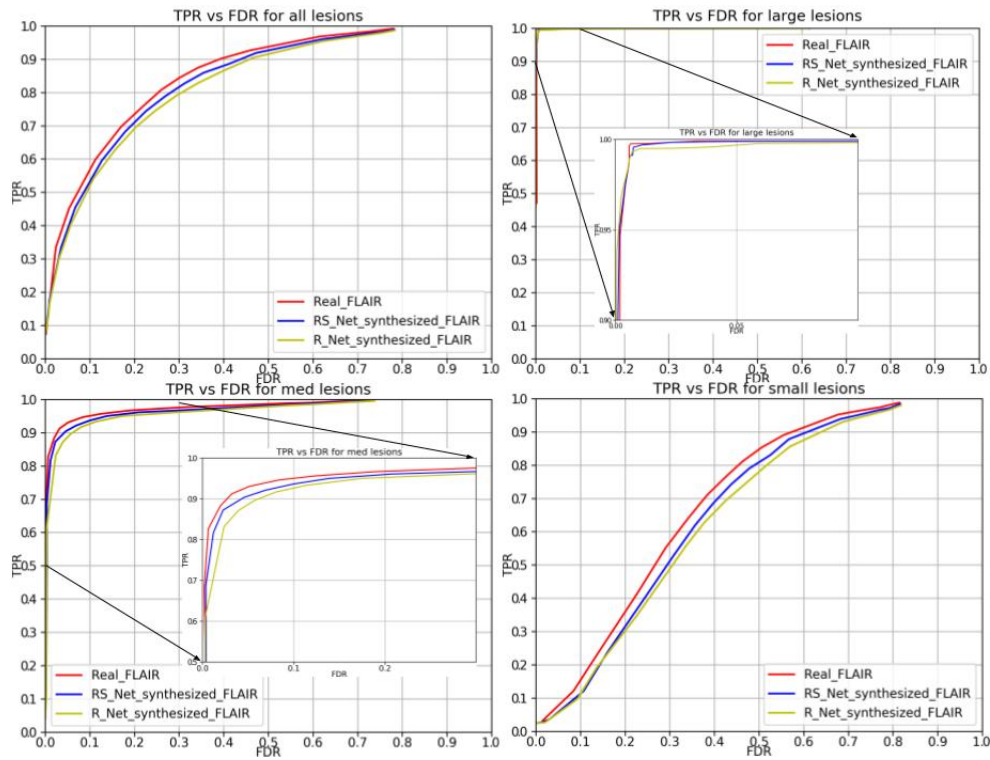 TPR vs FDR for all lesions
1.0
0.9
0.8
0.7
0.6
0.5
0.4
0.3
0.2
0.1
0.0
TPR
Real_FLAIR
RS_Net_synthesized_FLAIR
R_Net_synthesized_FLAIR
0.0 0.1 0.2 0.3 0.4 0.5 0.6 0.7 0.8 0.9 1.0
FDR
TPR vs FDR for large lesions
1.0
0.9
0.8
0.7
0.6
0.5
0.4
0.3
0.2
0.1
0.0
TPR
Real_FLAIR
RS_Net_synthesized_FLAIR
R_Net_synthesized_FLAIR
TPR vs FDR for large lesions
1.00
0.95
0.90
TPR
0.00 0.05
FDR
0.0 0.1 0.2 0.3 0.4 0.5 0.6 0.7 0.8 0.9 1.0
FDR
TPR vs FDR for med lesions
1.0
0.9
0.8
0.7
0.6
0.5
0.4
0.3
0.2
0.1
0.0
TPR
TPR vs FDR for med lesions
1.0
0.9
0.8
0.7
0.6
0.5
TPR
0.0 0.1 0.2
FDR
Real_FLAIR
RS_Net_synthesized_FLAIR
R_Net_synthesized_FLAIR
0.0 0.1 0.2 0.3 0.4 0.5 0.6 0.7 0.8 0.9 1.0
FDR
TPR vs FDR for small lesions
1.0
0.9
0.8
0.7
0.6
0.5
0.4
0.3
0.2
0.1
0.0
TPR
Real_FLAIR
RS_Net_synthesized_FLAIR
R_Net_synthesized_FLAIR
0.0 0.1 0.2 0.3 0.4 0.5 0.6 0.7 0.8 0.9 1.0
FDR